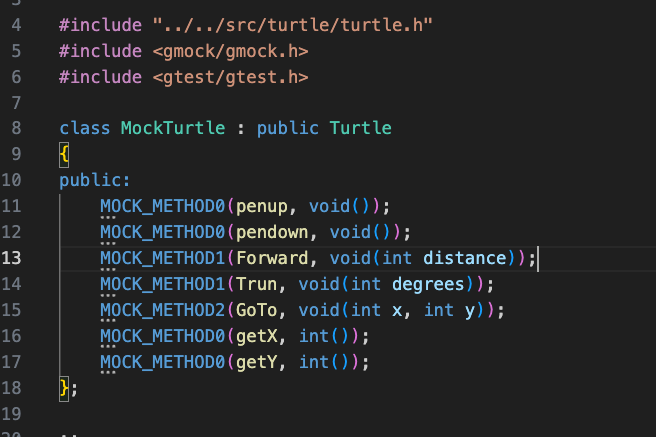 4 #include "../../src/turtle/turtle.h"
5 #include <gmock/gmock.h>
6 #include <gtest/gtest.h>
7
8 class MockTurtle : public Turtle
9 {
10 public:
11 MOCK_METHOD0(penup, void());
12 MOCK_METHOD0(pendown, void());
13 MOCK_METHOD1(Forward, void(int distance));
14 MOCK_METHOD1(Trun, void(int degrees));
15 MOCK_METHOD2(GoTo, void(int x, int y));
16 MOCK_METHOD0(getX, int());
17 MOCK_METHOD0(getY, int());
18 };
19